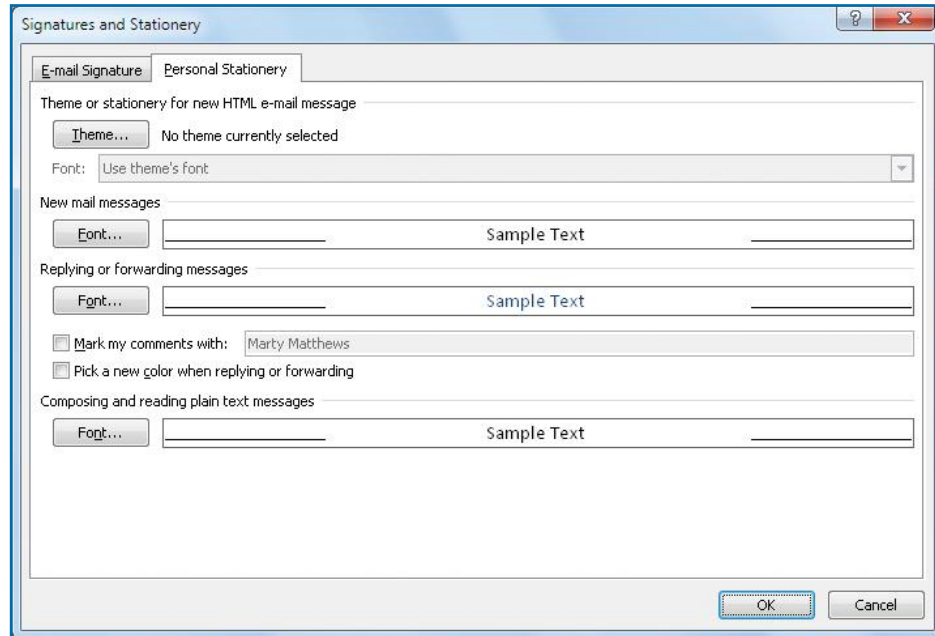 Signatures and Stationery
?
E-mail Signature Personal Stationery
Theme or stationery for new HTML e-mail message
Theme... No theme currently selected
Font: Use theme's font
New mail messages
Font... Sample Text
Replying or forwarding messages
Font... Sample Text
Mark my comments with: Marty Matthews
Pick a new color when replying or forwarding
Composing and reading plain text messages
Font... Sample Text
OK Cancel